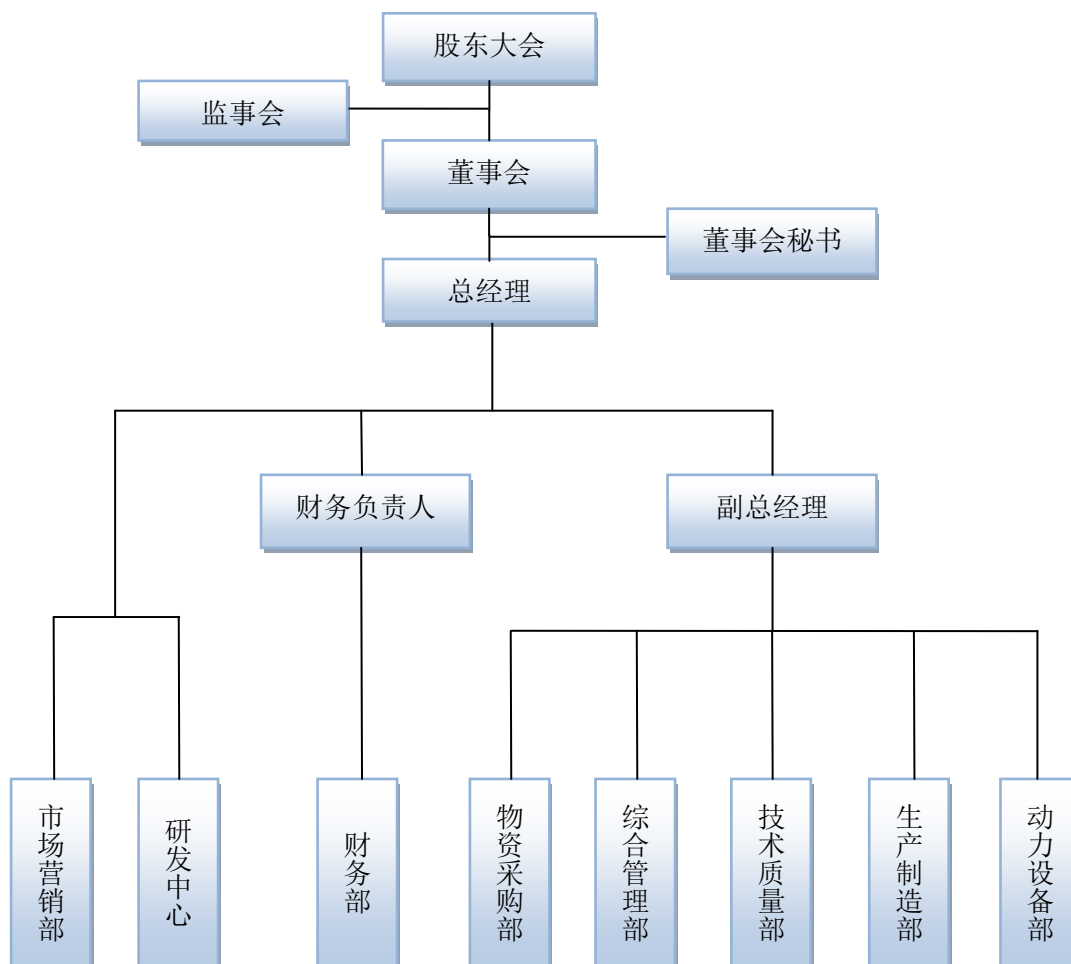 股东大会
监事会
董事会
董事会秘书
总经理
财务负责人
副总经理
市场营销部
研发中心
财务部
物资采购部
综合管理部
技术质量部
生产制造部
动力设备部